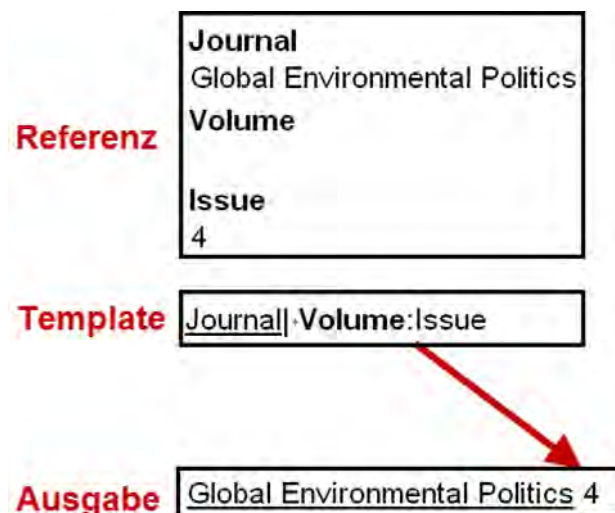 Journal
Global Environmental Politics
Referenz
Volume
Issue
4
Template Journal|·Volume:Issue
Ausgabe Global Environmental Politics 4